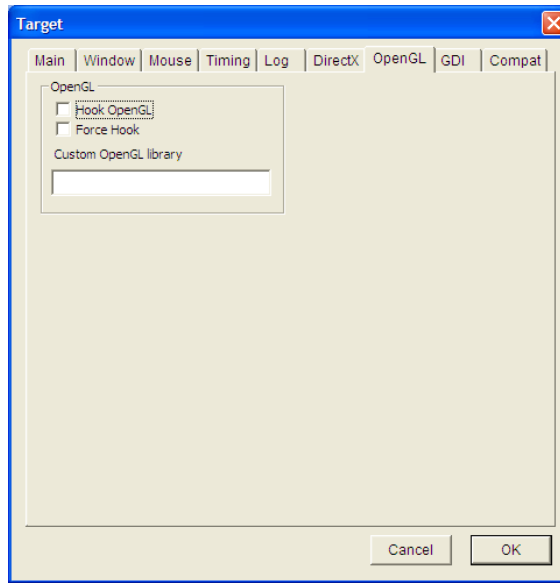 Target
Main Window Mouse Timing Log DirectX OpenGL GDI Compat
OpenGL
Hook OpenGL
Force Hook
Custom OpenGL library
Cancel OK